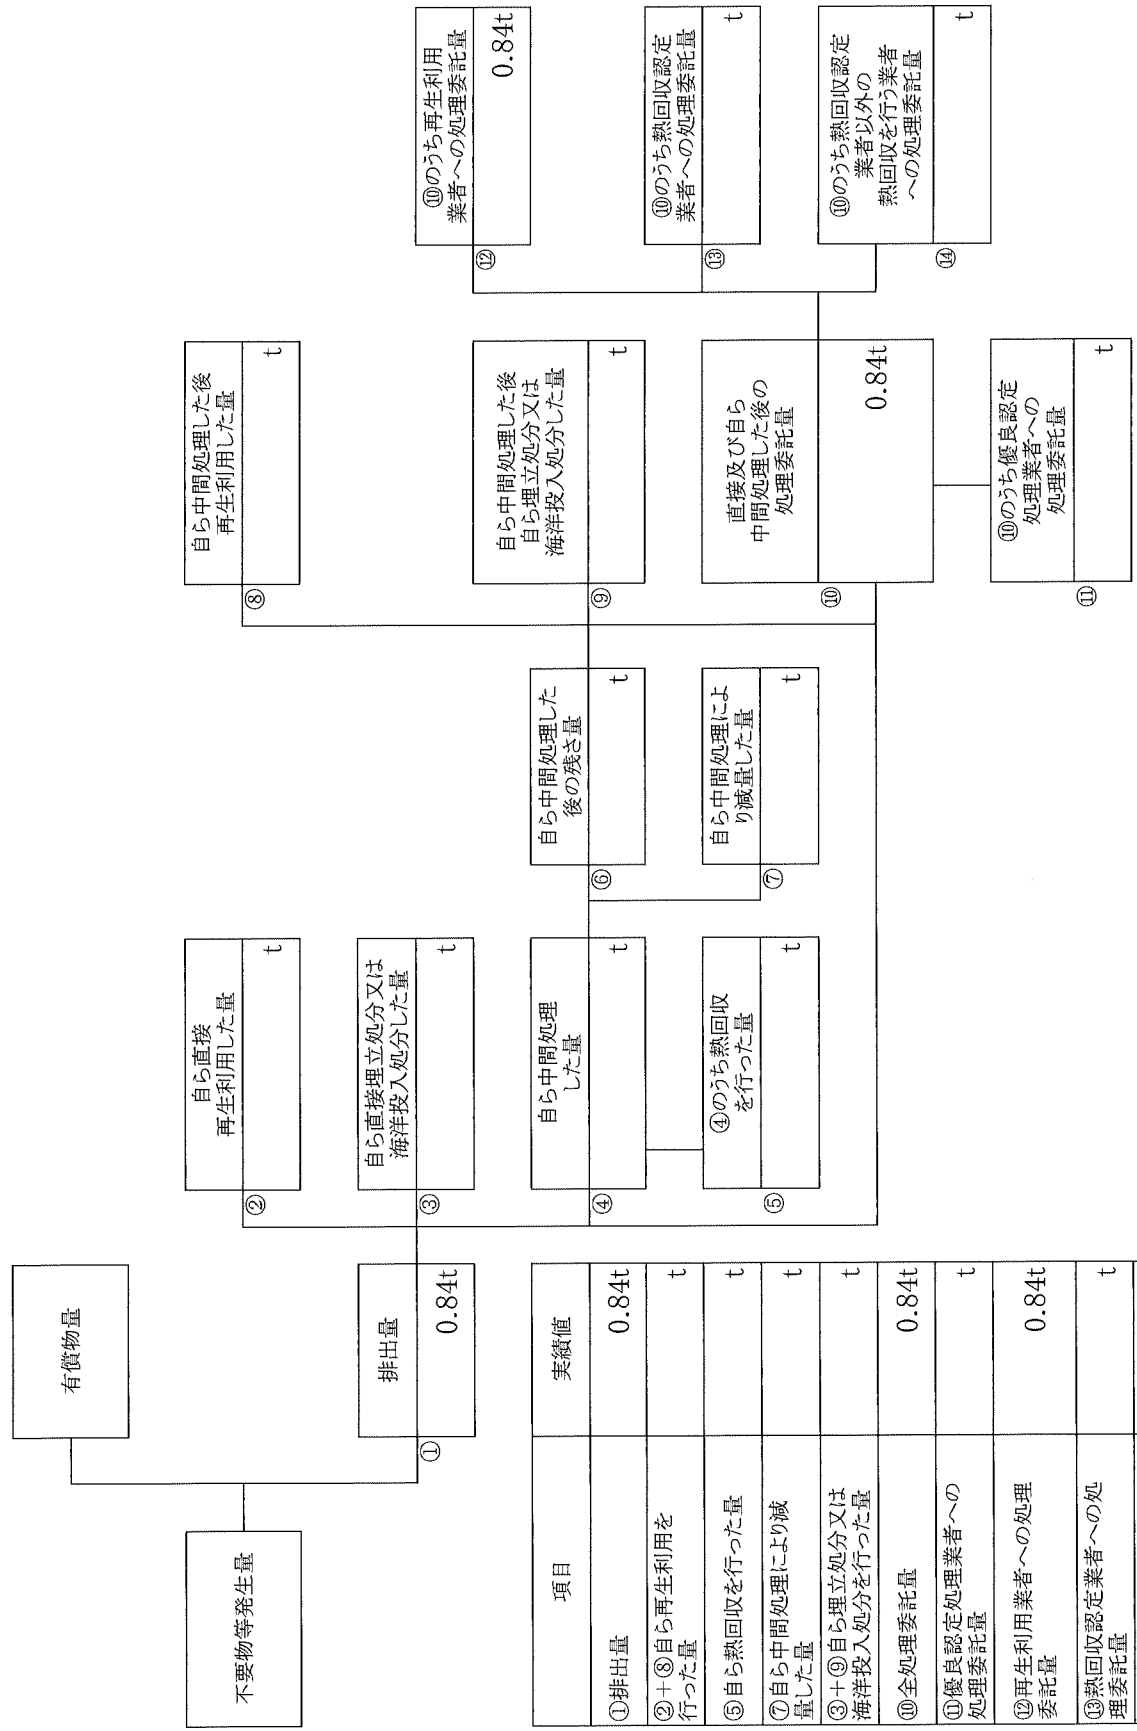 不要物等発生量
有償物量
排出量
①
0.84t
自ら直接
再生利用した量
②
t
自ら直接埋立処分又は
海洋投入処分した量
③
t
自ら中間処理
した量
④
t
④のうち熱回収
を行った量
⑤
t
自ら中間処理した
後の残さ量
⑥
t
自ら中間処理によ
り減量した量
⑦
t
自ら中間処理した後
再生利用した量
⑧
t
自ら中間処理した後
自ら埋立処分又は
海洋投入処分した量
⑨
t
直接及び自ら
中間処理した後の
処理委託量
⑩
0.84t
⑩のうち優良認定
処理業者への
処理委託量
⑪
t
⑩のうち再生利用
業者への処理委託量
⑫
0.84t
⑩のうち熱回収認定
業者への処理委託量
⑬
t
⑩のうち熱回収認定
業者以外の
熱回収を行う業者
への処理委託量
⑭
t
項目 実績値
①排出量 0.84t
②+⑧自ら再生利用を
行った量 t
⑤自ら熱回収を行った量 t
⑦自ら中間処理により減
量した量 t
③+⑨自ら埋立処分又は
海洋投入処分を行った量 t
⑩全処理委託量 0.84t
⑪優良認定処理業者への
処理委託量 t
⑫再生利用業者への処理
委託量 0.84t
⑬熱回収認定業者への処
理委託量 t